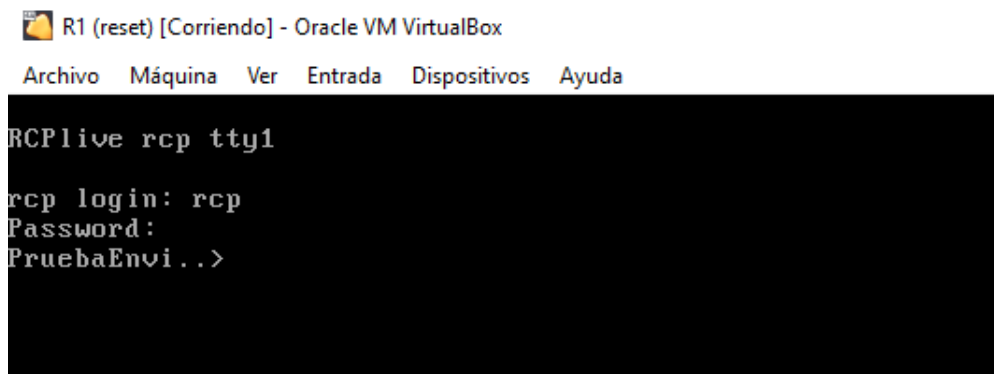 R1 (reset) [Corriendo] - Oracle VM VirtualBox
Archivo Máquina Ver Entrada Dispositivos Ayuda
RCPlive rcp tty1
rcp login: rcp
Password:
PruebaEnvi..>